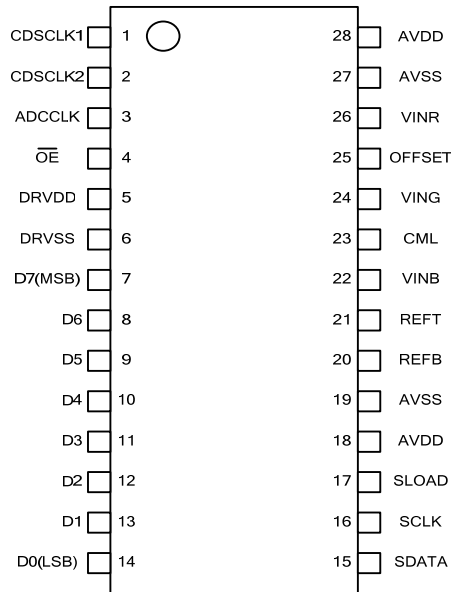 CDSCLK1 1 28 AVDD
CDSCLK2 2 27 AVSS
ADCCLK 3 26 VINR
OE 4 25 OFFSET
DRVDD 5 24 VING
DRVSS 6 23 CML
D7(MSB) 7 22 VINB
D6 8 21 REFT
D5 9 20 REFB
D4 10 19 AVSS
D3 11 18 AVDD
D2 12 17 SLOAD
D1 13 16 SCLK
D0(LSB) 14 15 SDATA